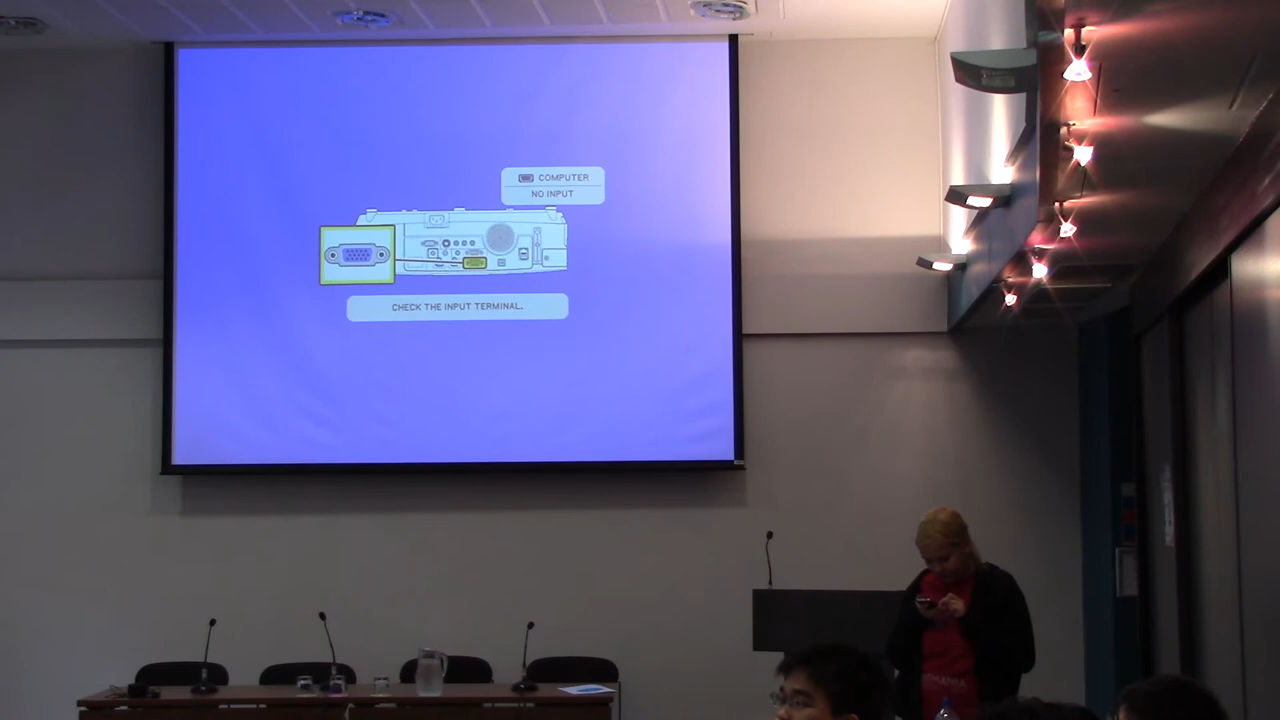 COMPUTER
NO INPUT
CHECK THE INPUT TERMINAL.